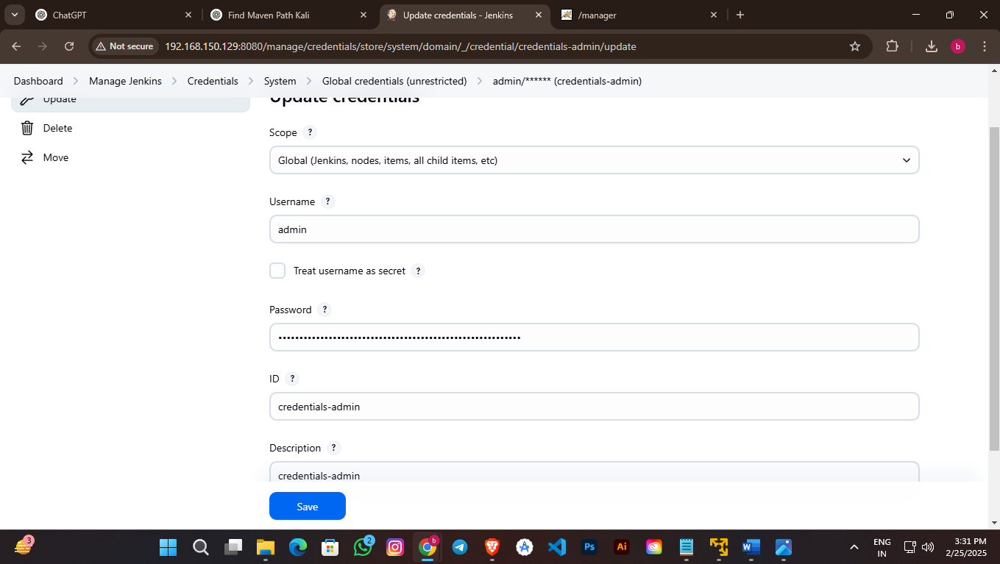 ChatGPT
Find Maven Path Kali
Update credentials - Jenkins
/manager
Not secure
192.168.150.129:8080/manage/credentials/store/system/domain/_/credential/credentials-admin/update
b
Dashboard
Manage Jenkins
Credentials
System
Global credentials (unrestricted)
admin/****** (credentials-admin)
Update
Delete
Move
Update credentials
Scope ?
Global (Jenkins, nodes, items, all child items, etc)
Username ?
admin
Treat username as secret ?
Password ?
••••••••••••••••••••••••••••••••••••••••••••••••••••••••••
ID ?
credentials-admin
Description ?
credentials-admin
Save
3
2
b
Ps
Ai
W
ENG
IN
3:31 PM
2/25/2025